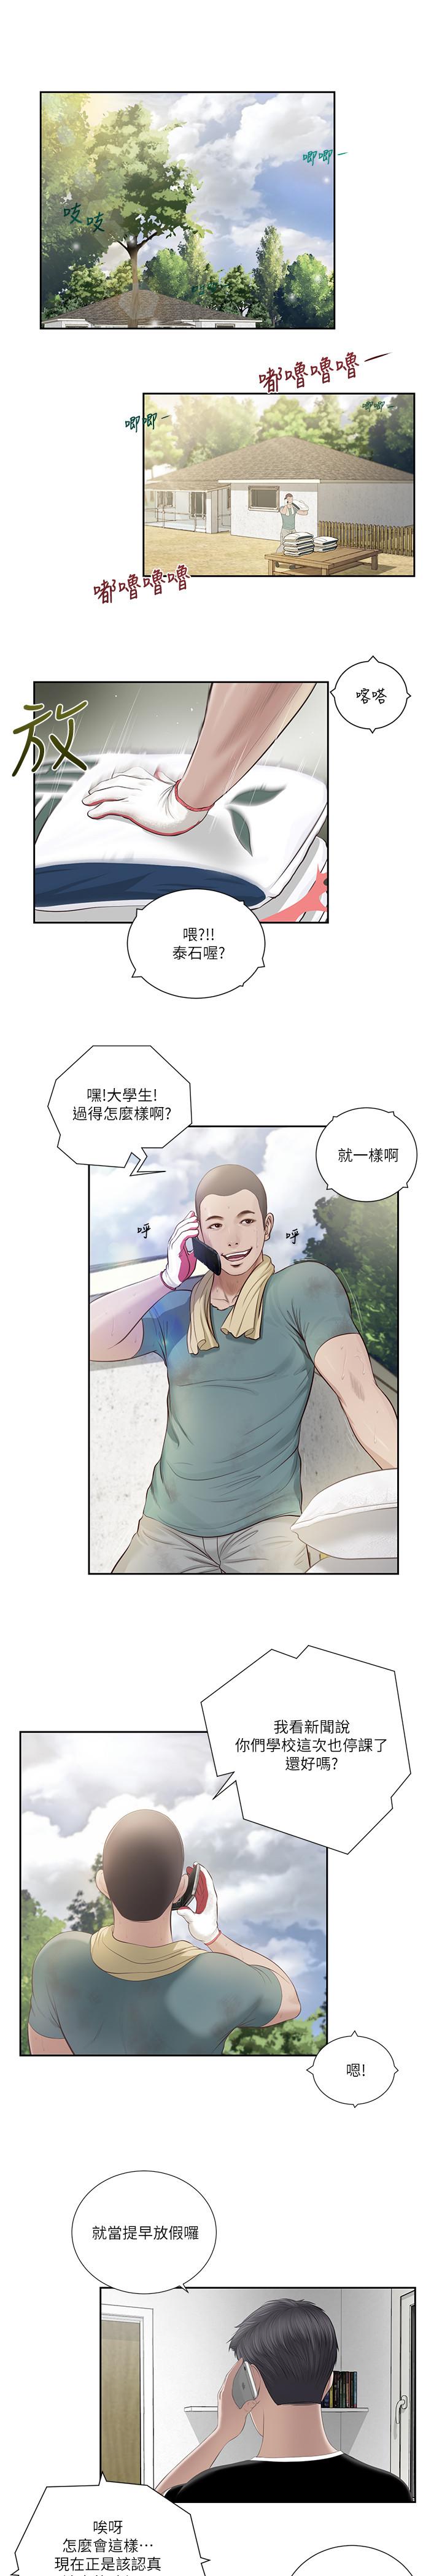 唧唧一
吱吱
嘟嚕嚕嚕一
唧唧一
唧唧一
嘟嚕嚕嚕
喀嗒
放
喂?!!
泰石喔?
嘿!大學生!
過得怎麼樣啊?
就一樣啊
呼
呼
我看新聞說
你們學校這次也停課了
還好嗎?
嗯!
就當提早放假囉
唉呀
怎麼會這樣…
現在正是該認真